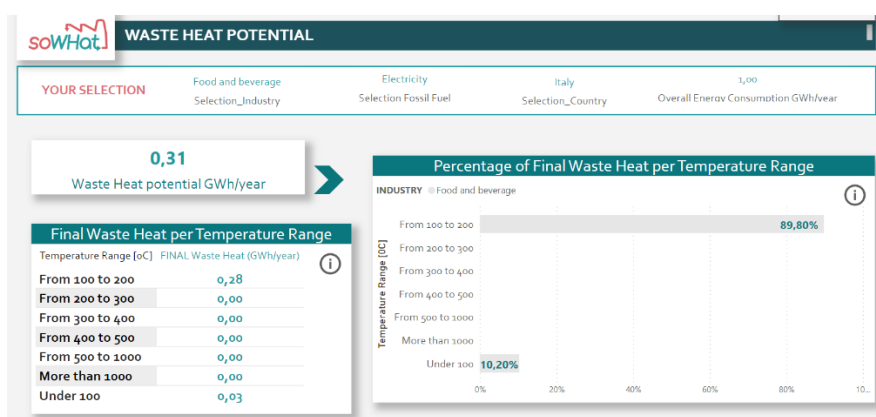 soWHat
WASTE HEAT POTENTIAL
YOUR SELECTION
Food and beverage
Selection_Industry
Electricity
Selection Fossil Fuel
Italy
Selection_Country
1,00
Overall Energy Consumption GWh/year
0,31
Waste Heat potential GWh/year
Final Waste Heat per Temperature Range
Temperature Range [oC] FINAL Waste Heat (GWh/year)
From 100 to 200 0,28
From 200 to 300 0,00
From 300 to 400 0,00
From 400 to 500 0,00
From 500 to 1000 0,00
More than 1000 0,00
Under 100 0,03
Percentage of Final Waste Heat per Temperature Range
INDUSTRY Food and beverage
Temperature Range [0C]
From 100 to 200 89,80%
From 200 to 300
From 300 to 400
From 400 to 500
From 500 to 1000
More than 1000
Under 100 10,20%
0% 20% 40% 60% 80% 10...